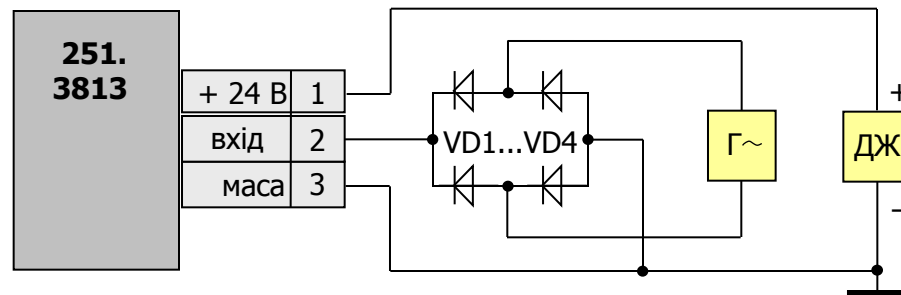 251.
3813
+ 24 В 1
вхід 2
маса 3
VD1...VD4
Г~
+
ДЖ
–